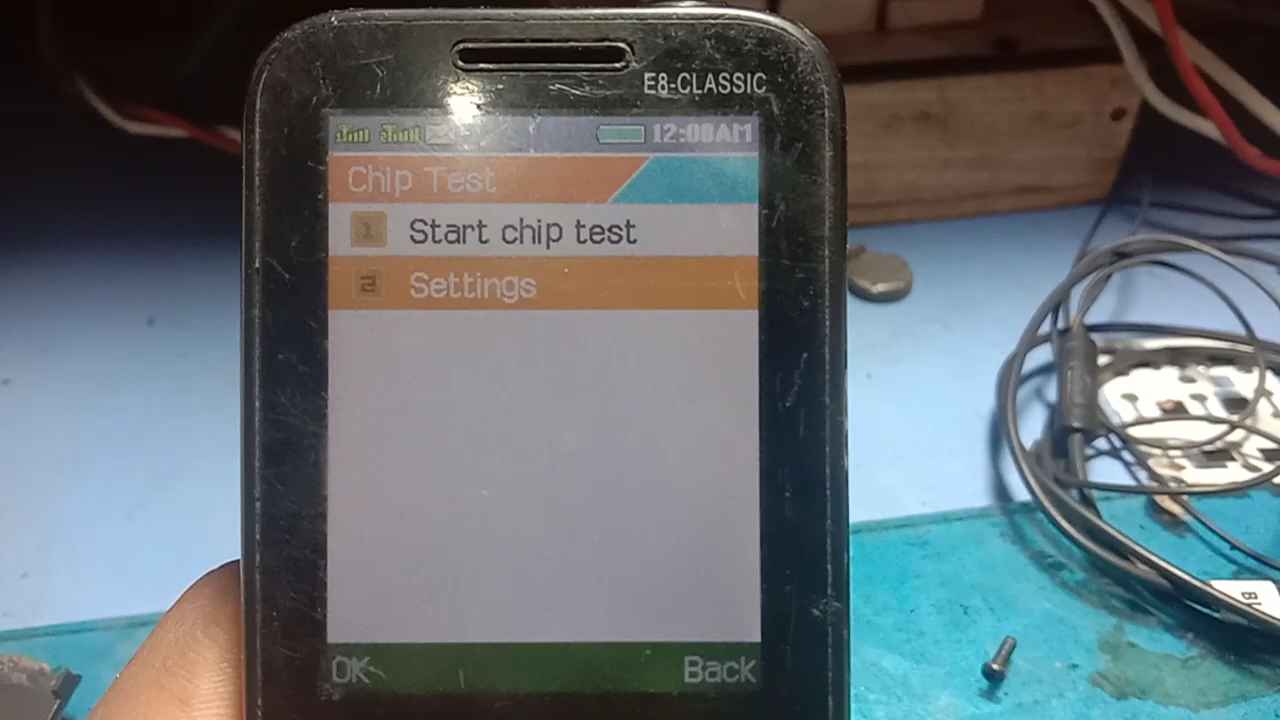 E8-CLASSIC
12:08AM
Chip Test
1 Start chip test
2 Settings
OK Back